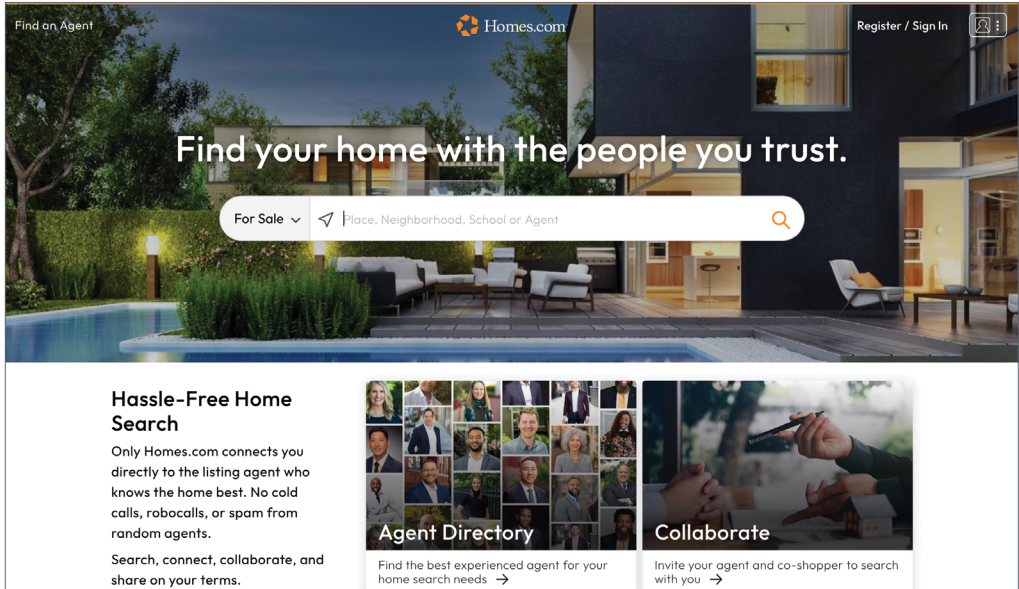 Find an Agent
Homes.com
Register / Sign In
Find your home with the people you trust.
For Sale
Place, Neighborhood, School or Agent
Hassle-Free Home
Search
Only Homes.com connects you
directly to the listing agent who
knows the home best. No cold
calls, robocalls, or spam from
random agents.
Search, connect, collaborate, and
share on your terms.
Agent Directory
Find the best experienced agent for your
home search needs →
Collaborate
Invite your agent and co-shopper to search
with you →